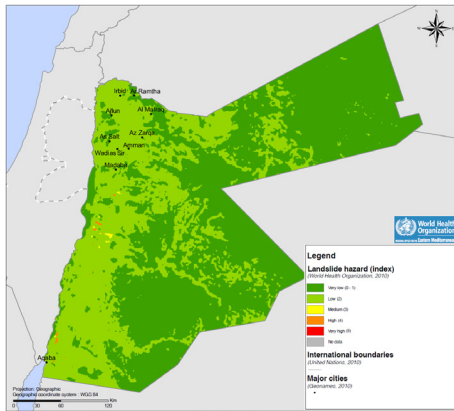 Irbid Ar Ramtha
Ajlun
Al Mafraq
As Salt
Az Zarqa
Amman
Wadias Sir
Madaba
Aqaba
World Health
Organization
Eastern Mediterranean
Legend
Landslide hazard (index)
(World Health Organization, 2010)
Very low (0 - 1)
Low (2)
Medium (3)
High (4)
Very high (5)
No data
International boundaries
(United Nations, 2010)
Major cities
(Geonames, 2010)
Projection: Geographic
Geographic coordinate system : WGS 84
0 30 60 120 Km